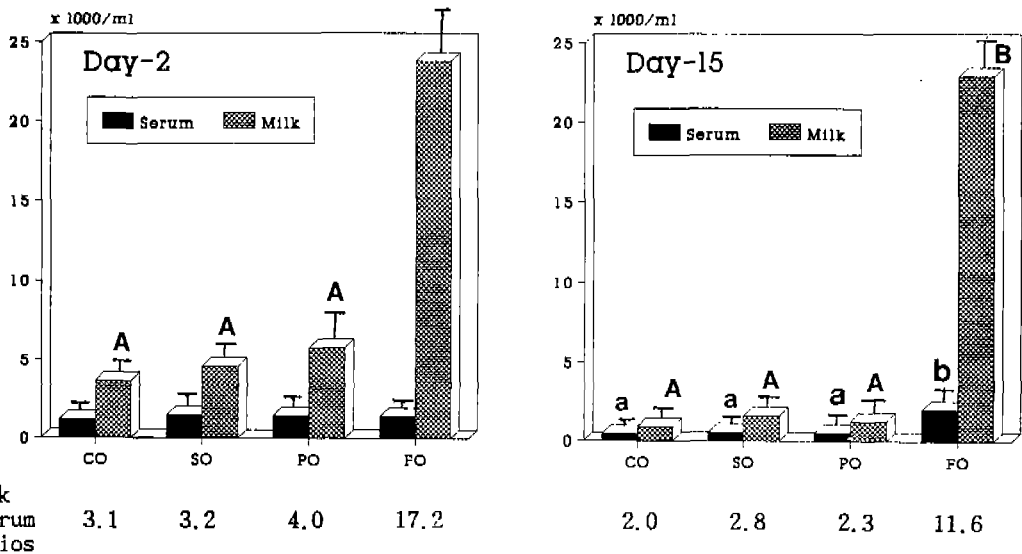 x 1000/ml
25
20
15
10
5
0
Day-2
Serum Milk
A
A
A
CO SO PO FO
x 1000/ml
25
20
15
10
5
0
Day-15
Serum Milk
B
a A a A a A b
CO SO PO FO
k
rum 3.1 3.2 4.0 17.2 2.0 2.8 2.3 11.6
ios